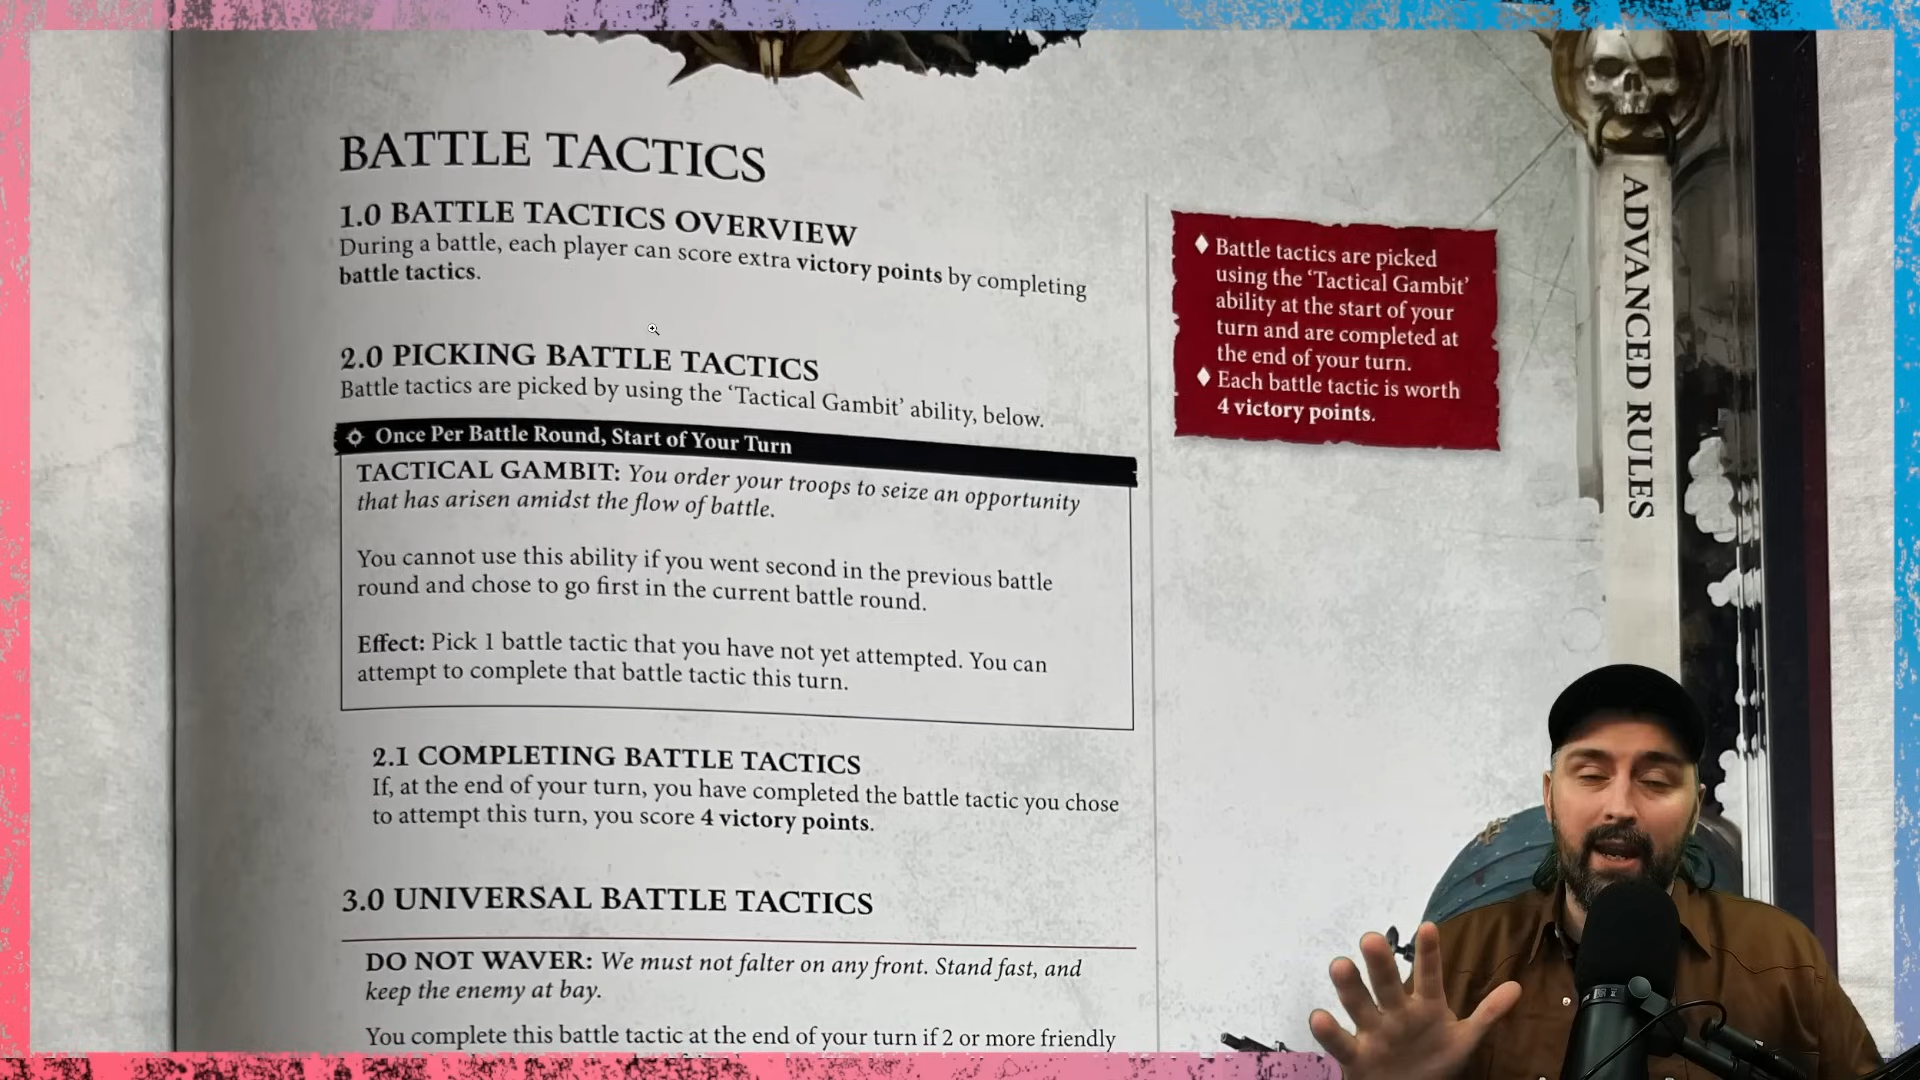 BATTLE TACTICS
1.0 BATTLE TACTICS OVERVIEW
During a battle, each player can score extra victory points by completing
battle tactics.
2.0 PICKING BATTLE TACTICS
Battle tactics are picked by using the ‘Tactical Gambit’ ability, below.
Once Per Battle Round, Start of Your Turn
TACTICAL GAMBIT: You order your troops to seize an opportunity
that has arisen amidst the flow of battle.
You cannot use this ability if you went second in the previous battle
round and chose to go first in the current battle round.
Effect: Pick 1 battle tactic that you have not yet attempted. You can
attempt to complete that battle tactic this turn.
2.1 COMPLETING BATTLE TACTICS
If, at the end of your turn, you have completed the battle tactic you chose
to attempt this turn, you score 4 victory points.
3.0 UNIVERSAL BATTLE TACTICS
DO NOT WAVER: We must not falter on any front. Stand fast, and
keep the enemy at bay.
You complete this battle tactic at the end of your turn if 2 or more friendly
Battle tactics are picked
using the ‘Tactical Gambit’
ability at the start of your
turn and are completed at
the end of your turn.
Each battle tactic is worth
4 victory points.
ADVANCED RULES